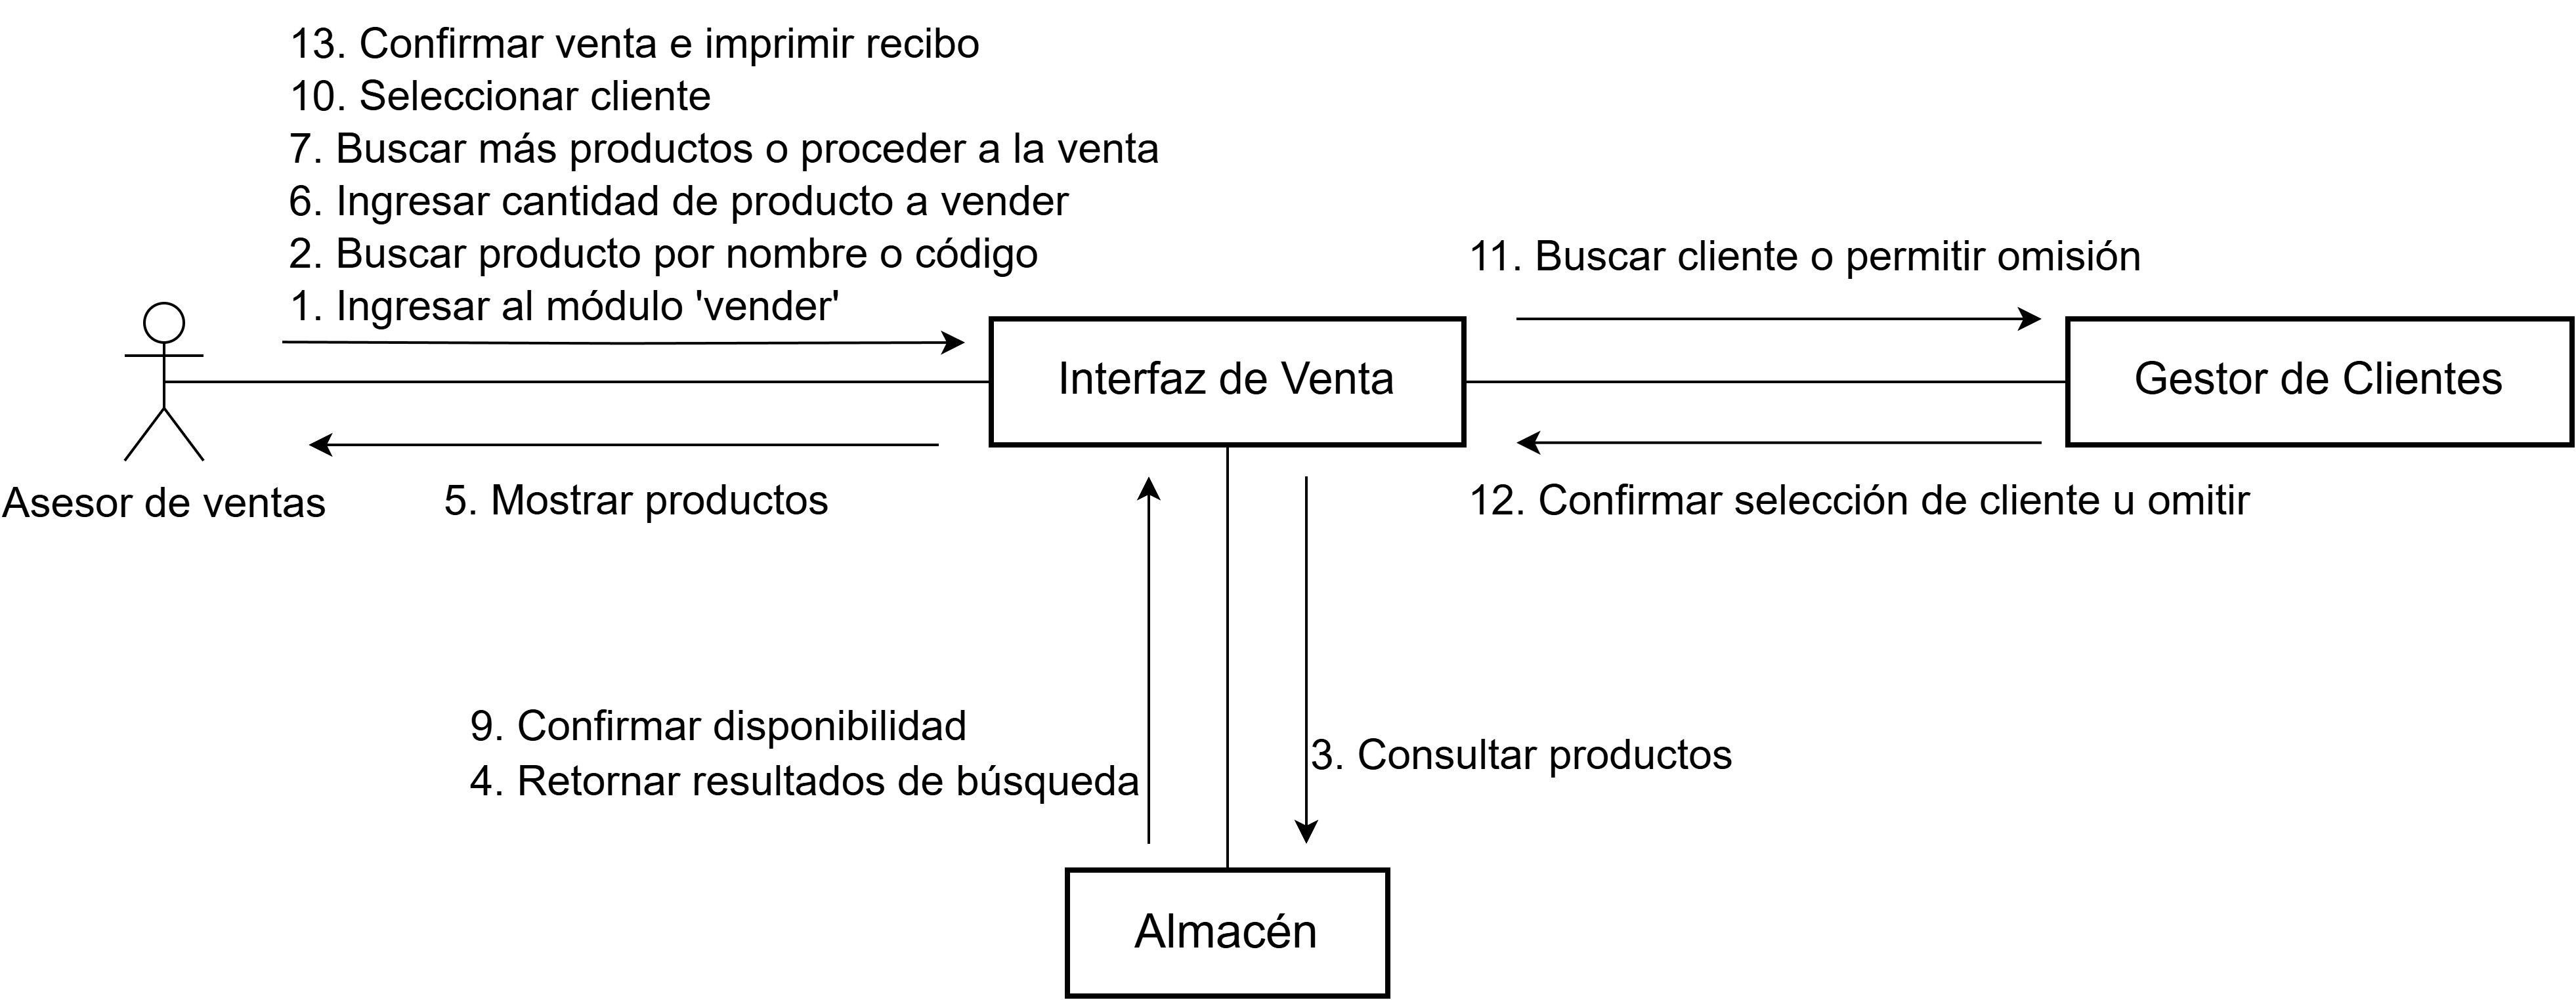 13. Confirmar venta e imprimir recibo
10. Seleccionar cliente
7. Buscar más productos o proceder a la venta
6. Ingresar cantidad de producto a vender
2. Buscar producto por nombre o código
1. Ingresar al módulo 'vender'
11. Buscar cliente o permitir omisión
Interfaz de Venta
Gestor de Clientes
Asesor de ventas
5. Mostrar productos
12. Confirmar selección de cliente u omitir
9. Confirmar disponibilidad
4. Retornar resultados de búsqueda
3. Consultar productos
Almacén